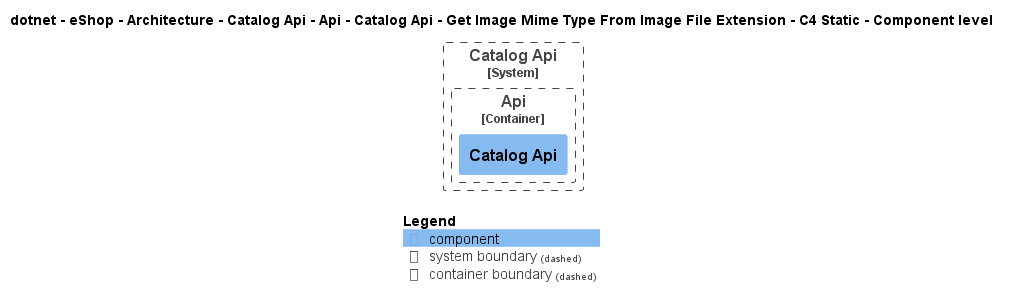 dotnet - eShop - Architecture - Catalog Api - Api - Catalog Api - Get Image Mime Type From Image File Extension - C4 Static - Component level
Catalog Api
[System]
Api
[Container]
Catalog Api
Legend
component
system boundary (dashed)
container boundary (dashed)